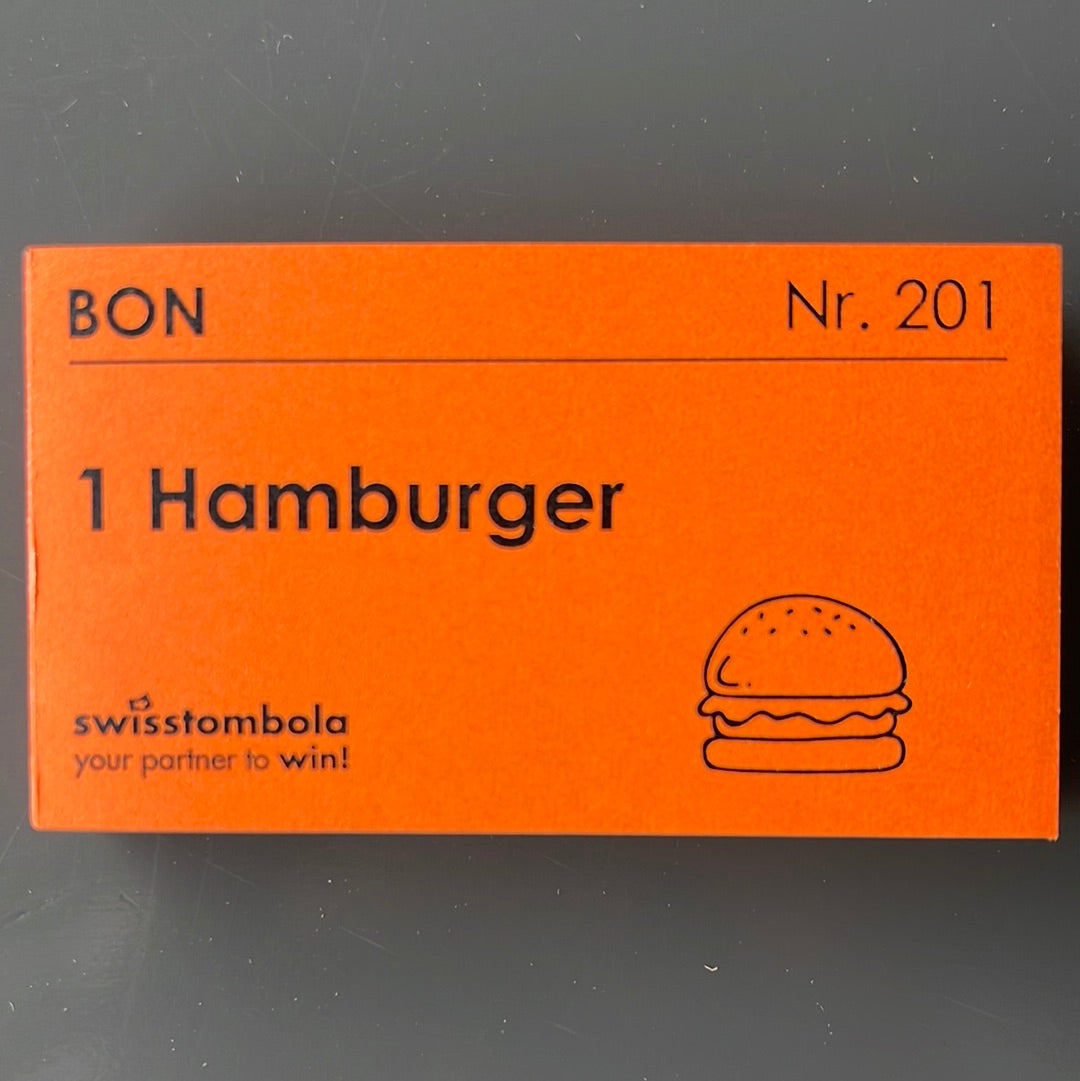 BON
Nr. 201
1 Hamburger
swisstombola
your partner to win!